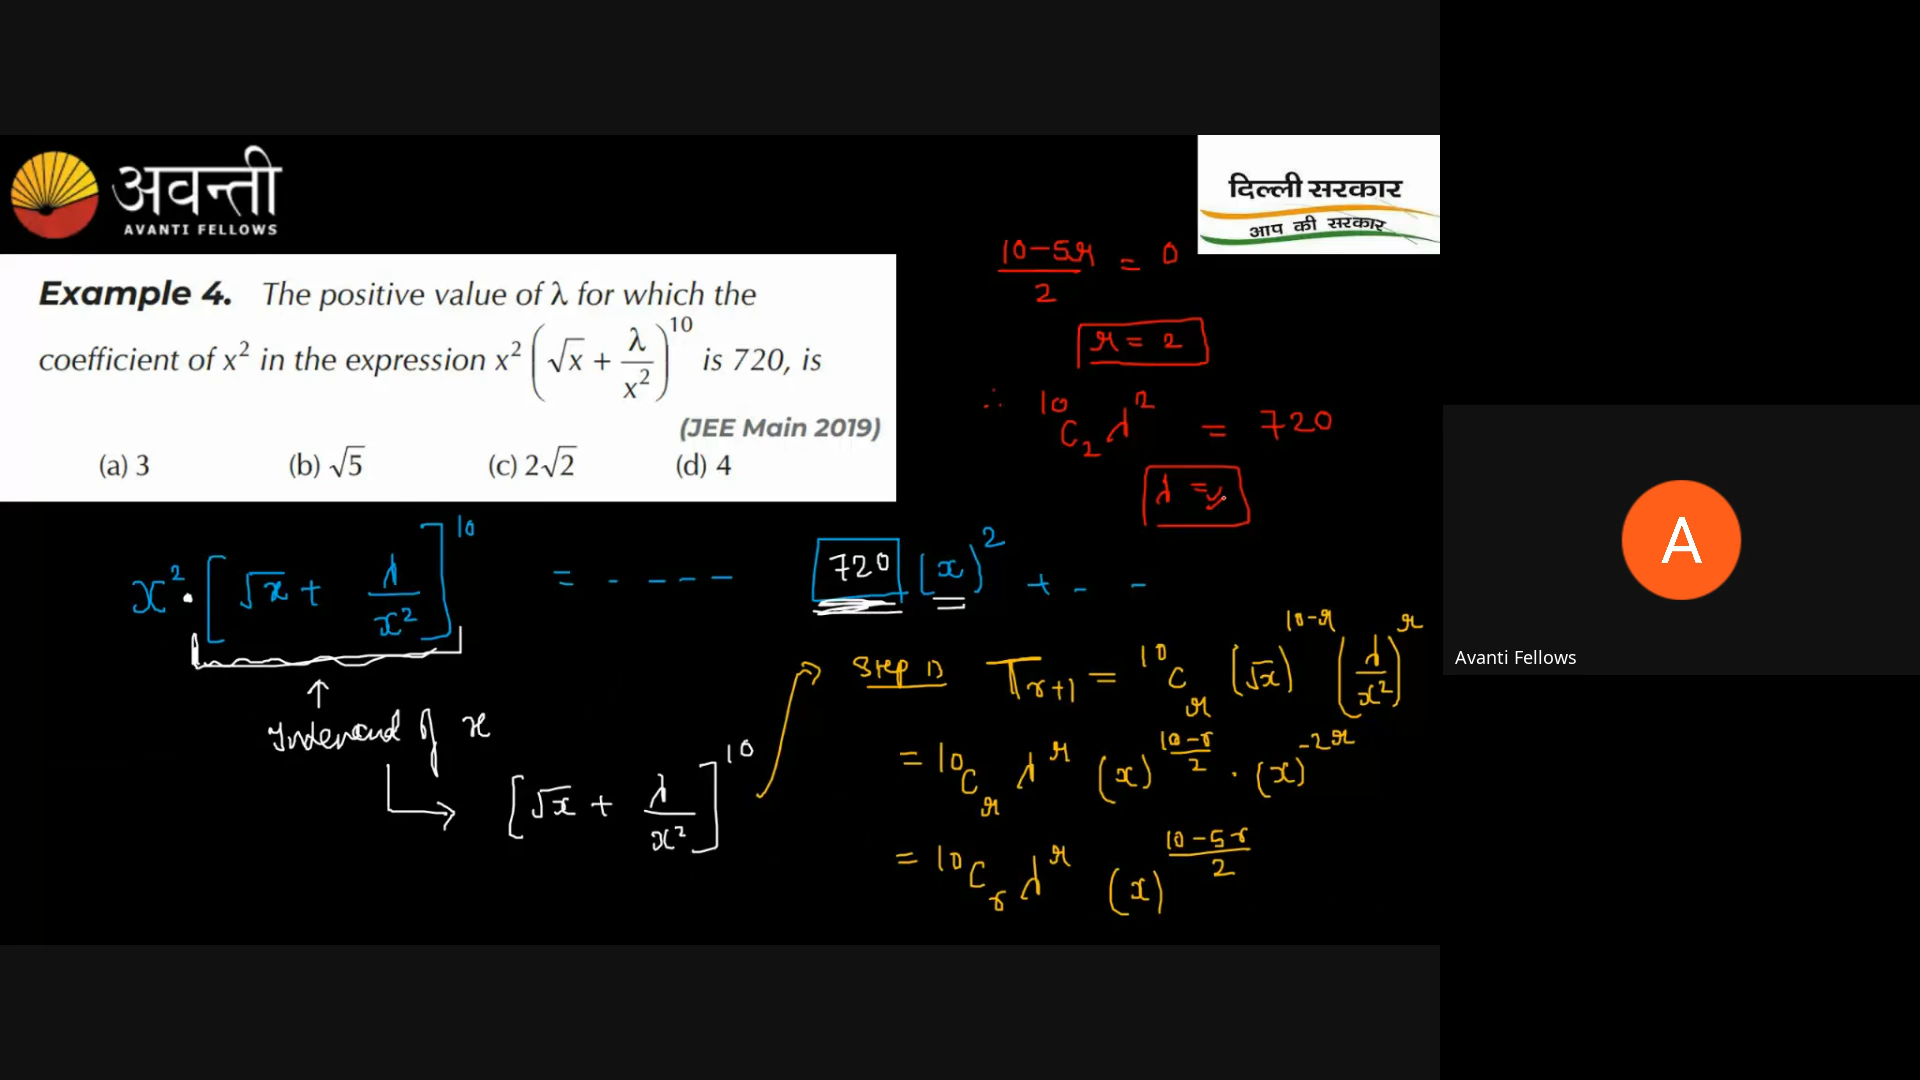 अवन्ती
AVANTI FELLOWS
दिल्ली सरकार
आप की सरकार
Example 4. The positive value of λ for which the
coefficient of x² in the expression x² (√x + λ/x²)¹⁰ is 720, is
(JEE Main 2019)
(a) 3 (b) √5 (c) 2√2 (d) 4
(10-5r)/2 = 0
r = 2
∴ ¹⁰C₂ λ² = 720
λ = ✓
x² · [√x + λ/x²]¹⁰ = - - - - 720 (x)² + - -
↑
of x
[√x + λ/x²]¹⁰
Step 1) T_{r+1} = ¹⁰C_r (√x)^{10-r} (λ/x²)^r
= ¹⁰C_r λ^r (x)^{(10-r)/2} · (x)^{-2r}
= ¹⁰C_r λ^r (x)^{(10-5r)/2}
A
Avanti Fellows